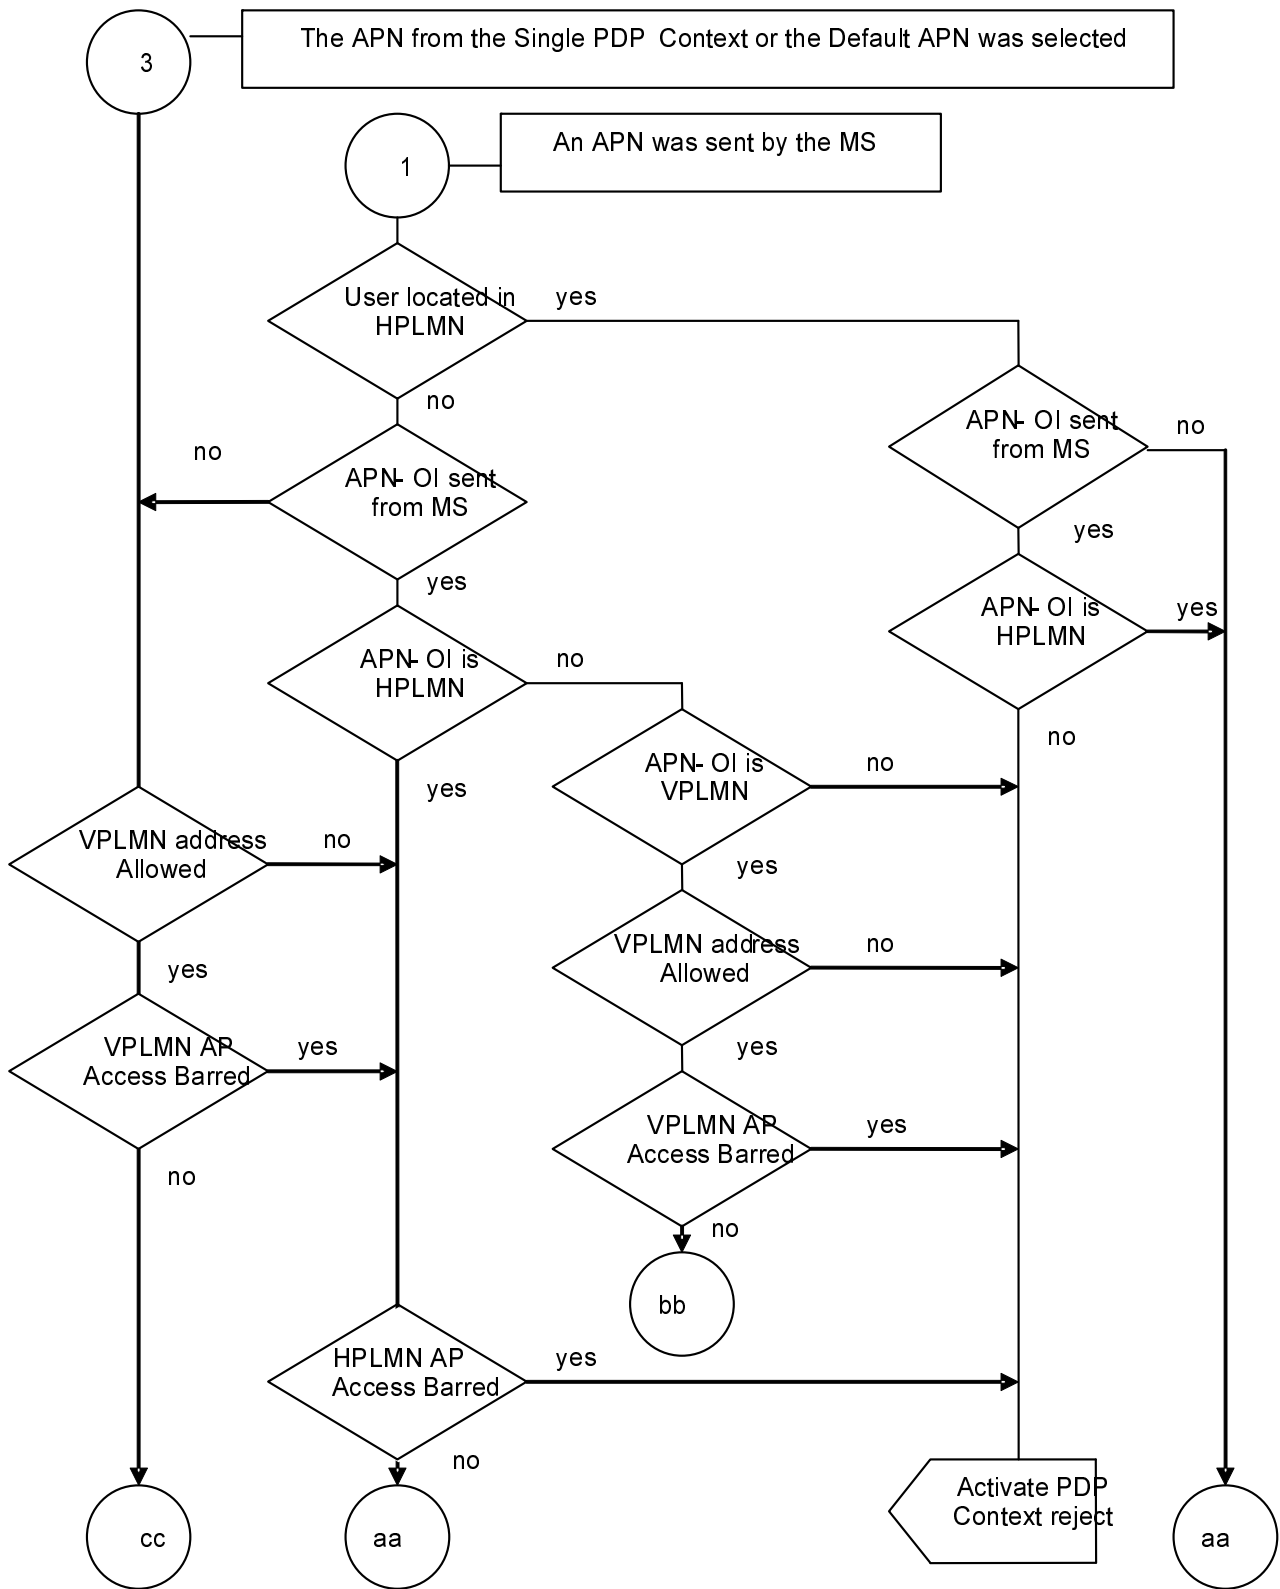 The APN from the Single PDP Context or the Default APN was selected
3
An APN was sent by the MS
1
User located in
HPLMN
yes
no
APN- OI sent
from MS
no
no
APN- OI sent
from MS
yes
yes
APN- OI is
HPLMN
yes
APN- OI is
HPLMN
no
no
APN- OI is
VPLMN
no
yes
VPLMN address
Allowed
no
yes
VPLMN address
Allowed
no
yes
VPLMN AP
Access Barred
yes
yes
VPLMN AP
Access Barred
yes
no
no
bb
HPLMN AP
Access Barred
yes
no
Activate PDP
Context reject
cc
aa
aa